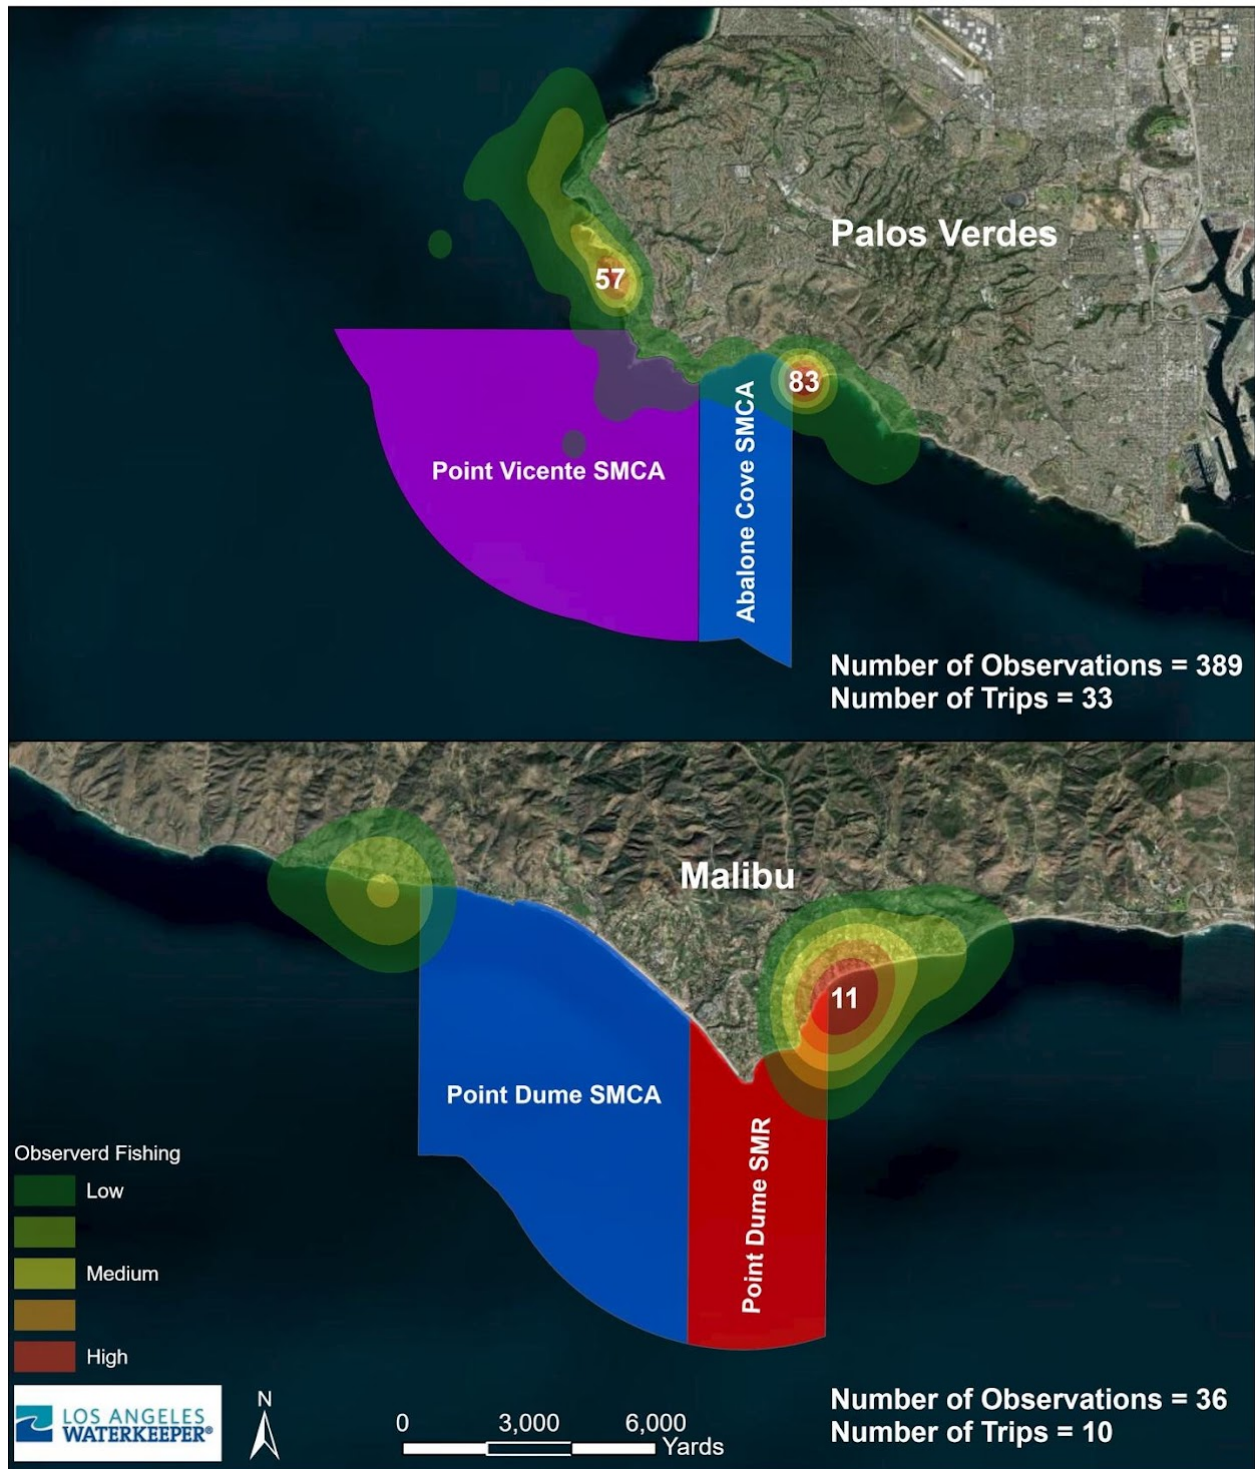 Palos Verdes
57
83
Point Vicente SMCA
Abalone Cove SMCA
Number of Observations = 389
Number of Trips = 33
Malibu
11
Point Dume SMCA
Point Dume SMR
Observerd Fishing
Low
Medium
High
LOS ANGELES
WATERKEEPER®
N
0 3,000 6,000
Yards
Number of Observations = 36
Number of Trips = 10